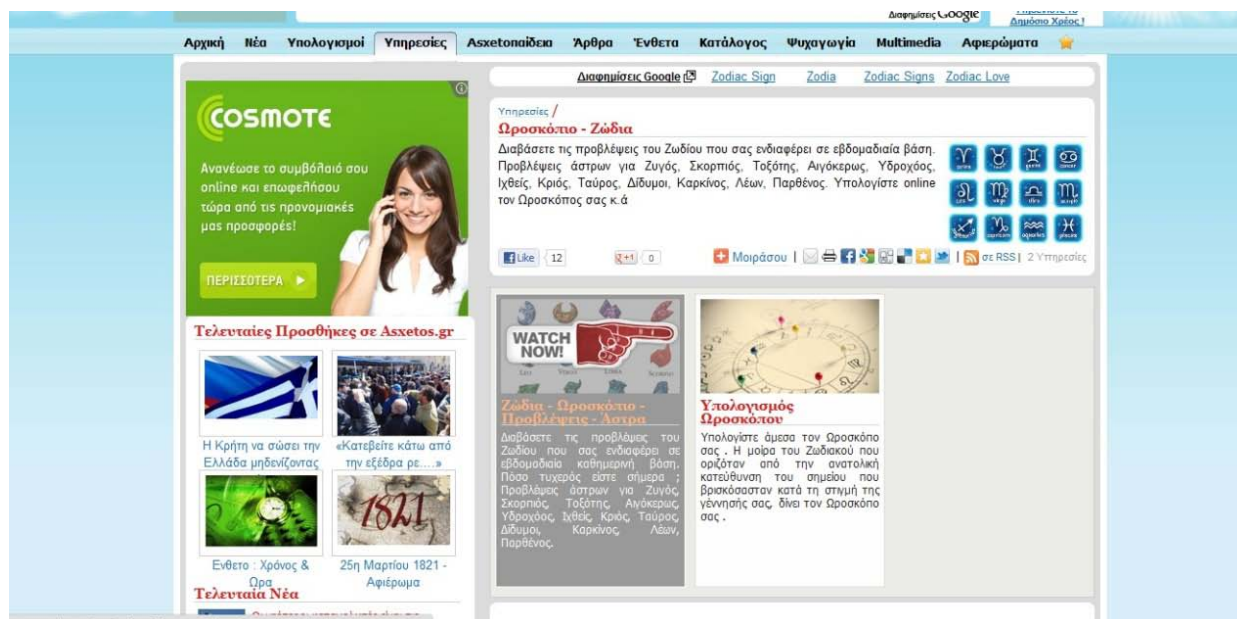 Διαφημίσεις Google
Δημόσιο Χρέος !
Αρχική Νέα Υπολογισμοί Υπηρεσίες Asxetοπαίδεια Άρθρα Ένθετα Κατάλογος Ψυχαγωγία Multimedia Αφιερώματα
Διαφημίσεις Google Zodiac Sign Zodia Zodiac Signs Zodiac Love
COSMOTE
Ανανέωσε το συμβόλαιό σου
online και επωφελήσου
τώρα από τις προνομιακές
μας προσφορές!
ΠΕΡΙΣΣΟΤΕΡΑ
Υπηρεσίες /
Ωροσκόπιο - Ζώδια
Διαβάσετε τις προβλέψεις του Ζωδίου που σας ενδιαφέρει σε εβδομαδιαία βάση.
Προβλέψεις άστρων για Ζυγός, Σκορπιός, Τοξότης, Αιγόκερως, Υδροχόος,
Ιχθείς, Κριός, Ταύρος, Δίδυμοι, Καρκίνος, Λέων, Παρθένος. Υπολογίστε online
τον Ωροσκόπος σας κ.ά
Like 12 +1 0 Μοιράσου | | σε RSS | 2 Υπηρεσίες
Τελευταίες Προσθήκες σε Asxetos.gr
Η Κρήτη να σώσει την
Ελλάδα μηδενίζοντας
«Κατεβείτε κάτω από
την εξέδρα ρε....»
1821
Ενθετο : Χρόνος &
Ωρα
25η Μαρτίου 1821 -
Αφιέρωμα
Τελευταία Νέα
WATCH
NOW!
Ζώδια - Ωροσκόπιο -
Προβλέψεις - Άστρα
Διαβάσετε τις προβλέψεις του
Ζωδίου που σας ενδιαφέρει σε
εβδομαδιαία καθημερινή βάση.
Πόσο τυχερός είστε σήμερα ;
Προβλέψεις άστρων για Ζυγός,
Σκορπιός, Τοξότης, Αιγόκερως,
Υδροχόος, Ιχθείς, Κριός, Ταύρος,
Δίδυμοι, Καρκίνος, Λέων,
Παρθένος.
Υπολογισμός
Ωροσκόπου
Υπολογίστε άμεσα τον Ωροσκόπο
σας . Η μοίρα του Ζωδιακού που
οριζόταν από την ανατολική
κατεύθυνση του σημείου που
βρισκόσασταν κατά τη στιγμή της
γέννησής σας, δίνει τον Ωροσκόπο
σας .